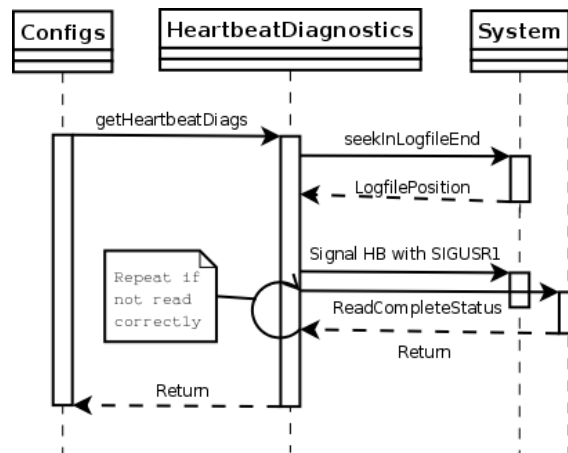 Configs
HeartbeatDiagnostics
System
getHeartbeatDiags
seekInLogfileEnd
LogfilePosition
Signal HB with SIGUSR1
Repeat if
not read
correctly
ReadCompleteStatus
Return
Return